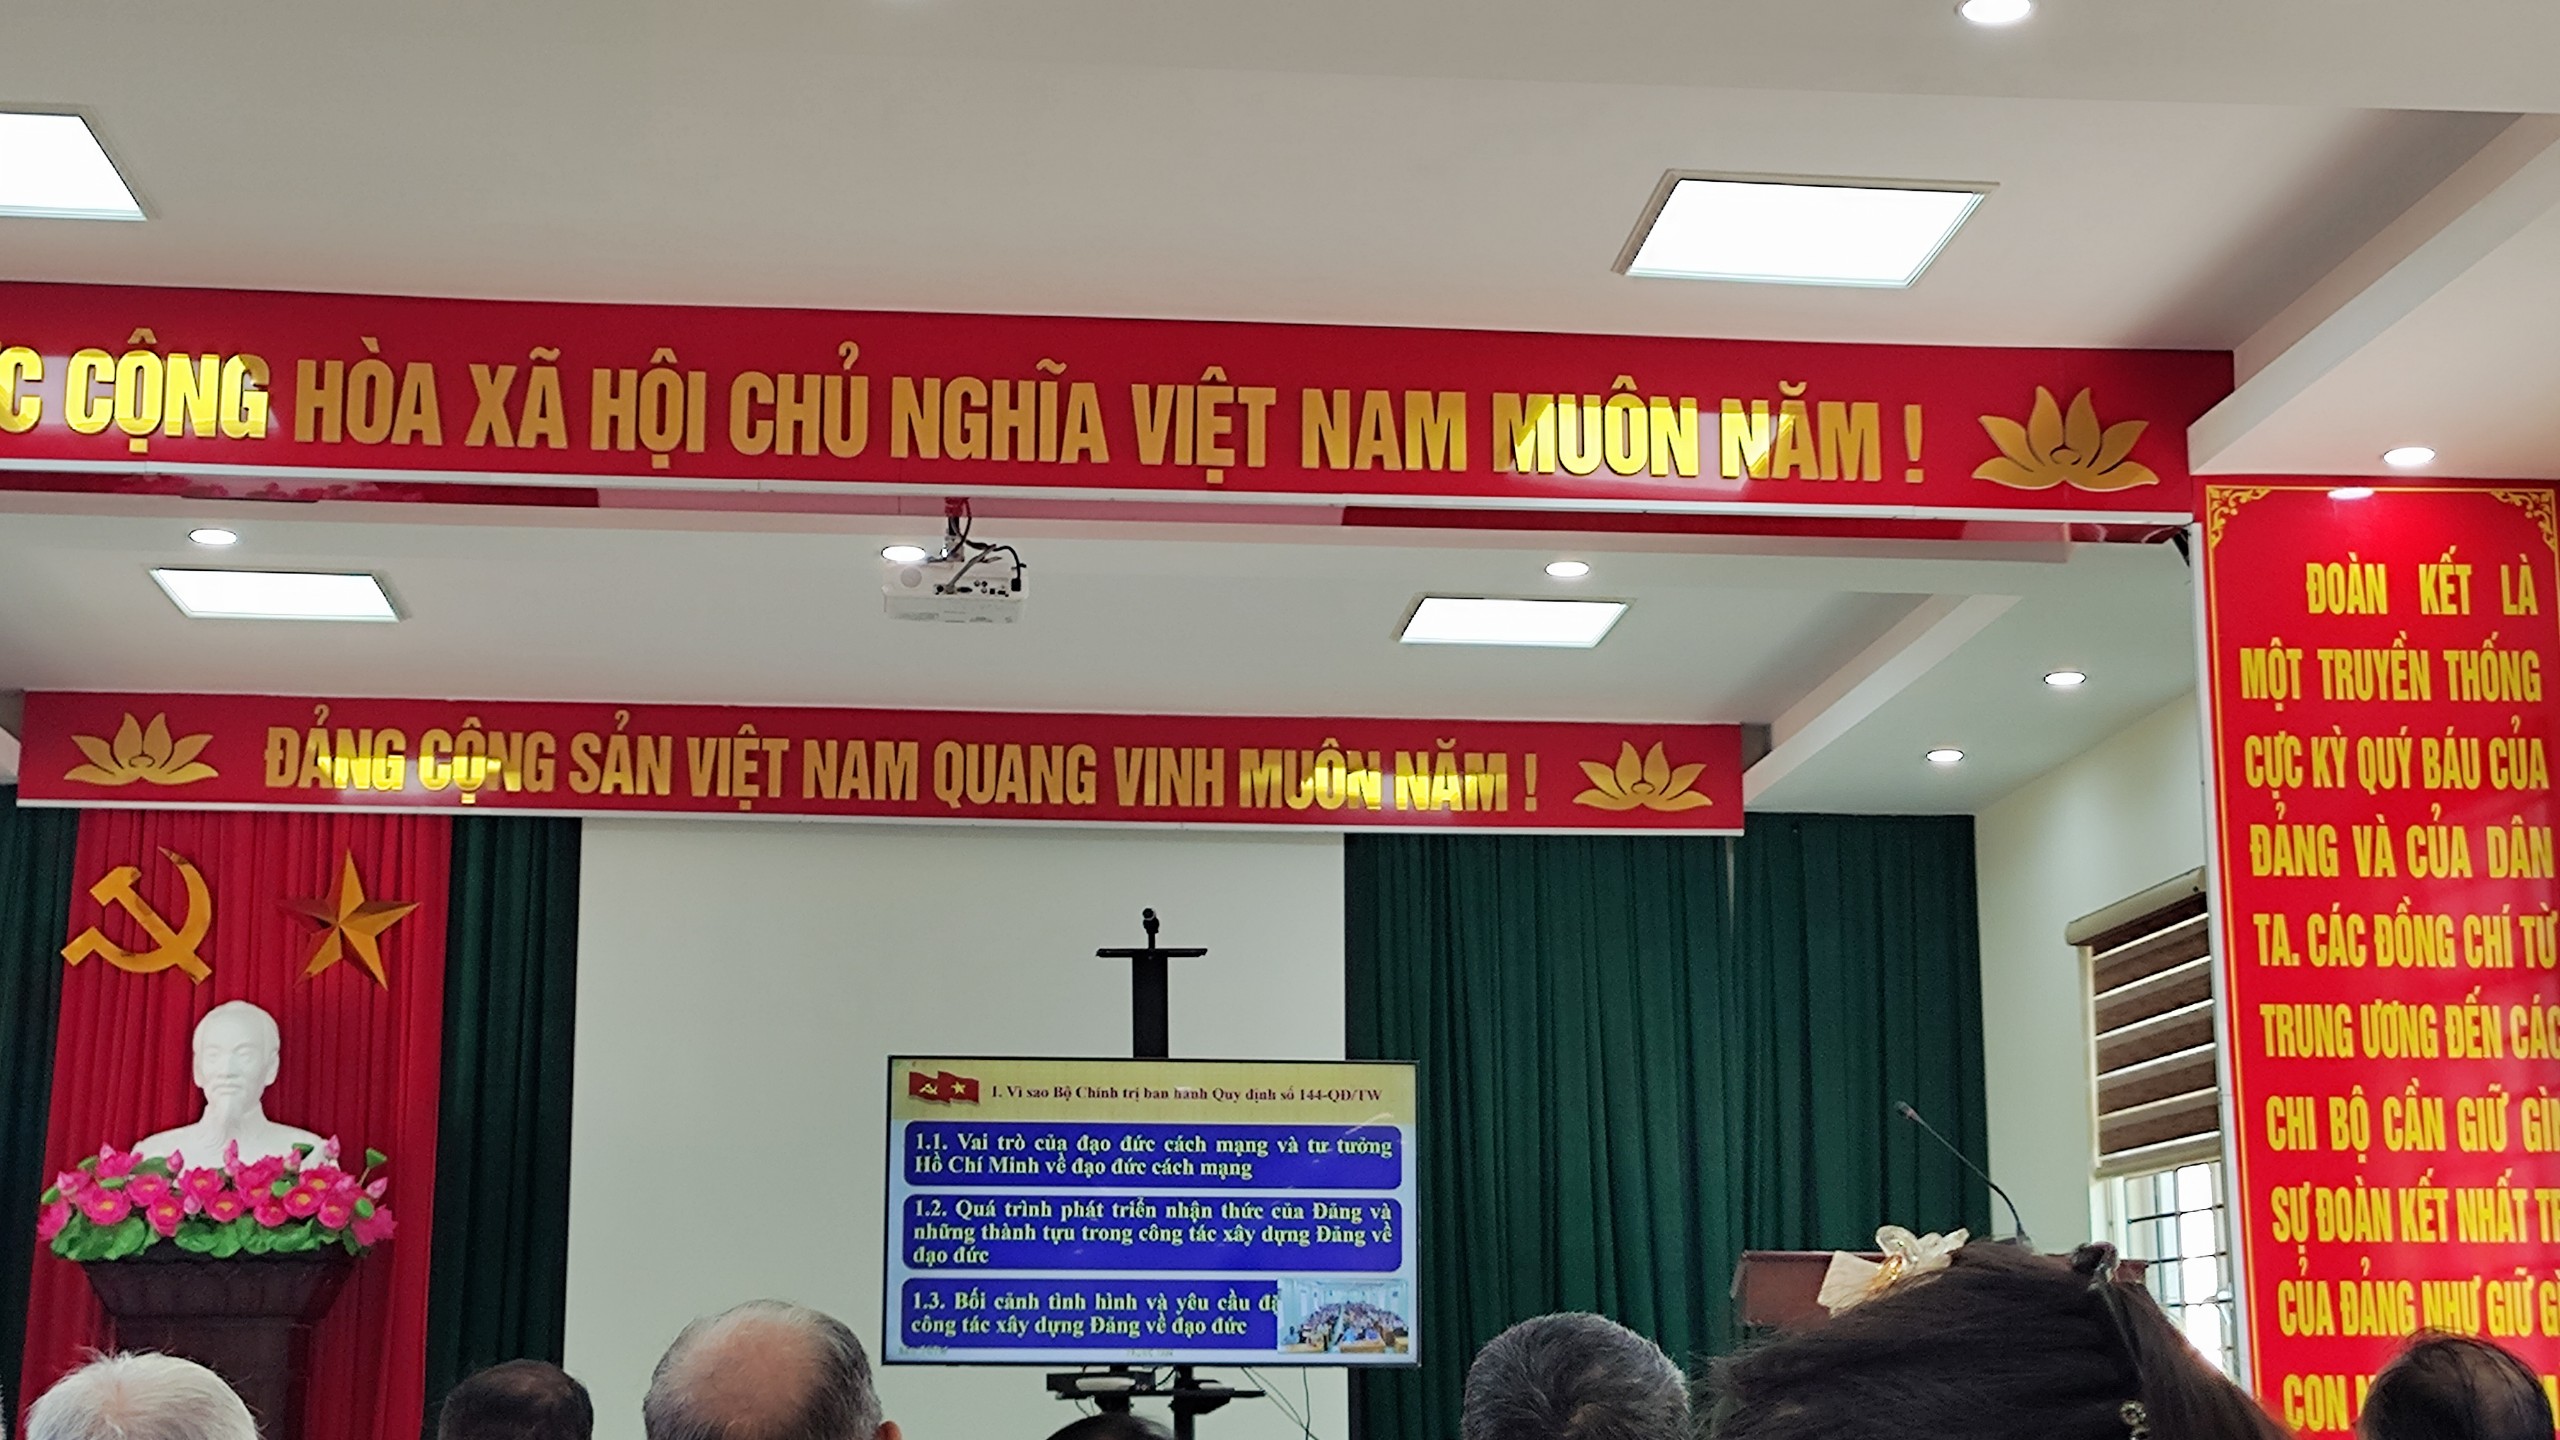 CỘNG HÒA XÃ HỘI CHỦ NGHĨA VIỆT NAM MUÔN NĂM !
ĐẢNG CỘNG SẢN VIỆT NAM QUANG VINH MUÔN NĂM !
1. Vì sao Bộ Chính trị ban hành Quy định số 144-QĐ/TW
1.1. Vai trò của đạo đức cách mạng và tư tưởng
Hồ Chí Minh về đạo đức cách mạng
1.2. Quá trình phát triển nhận thức của Đảng và
những thành tựu trong công tác xây dựng Đảng về
đạo đức
1.3. Bối cảnh tình hình và yêu cầu
công tác xây dựng Đảng về đạo đức
ĐOÀN KẾT LÀ
MỘT TRUYỀN THỐNG
CỰC KỲ QUÝ BÁU CỦA
ĐẢNG VÀ CỦA DÂN
TA. CÁC ĐỒNG CHÍ TỪ
TRUNG ƯƠNG ĐẾN CÁC
CHI BỘ CẦN GIỮ
SỰ ĐOÀN KẾT NHẤT
CỦA ĐẢNG NHƯ GIỮ
CON